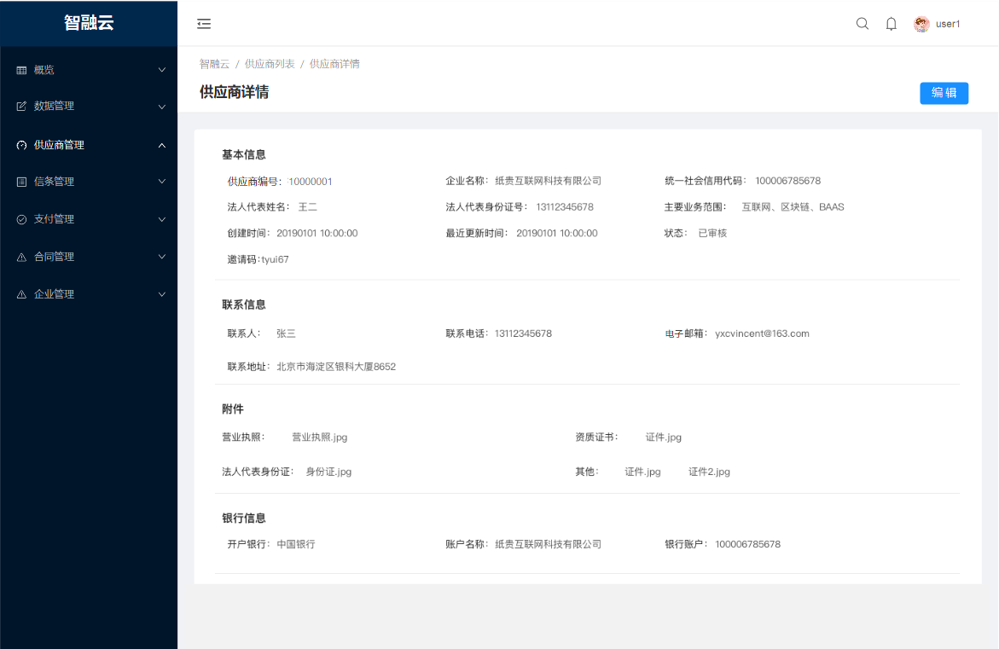 智融云
user1
概览
数据管理
供应商管理
信条管理
支付管理
合同管理
企业管理
智融云 / 供应商列表 / 供应商详情
供应商详情
编 辑
基本信息
供应商编号： 10000001 企业名称： 纸贵互联网科技有限公司 统一社会信用代码： 100006785678
法人代表姓名： 王二 法人代表身份证号： 13112345678 主要业务范围： 互联网、区块链、BAAS
创建时间： 20190101 10:00:00 最近更新时间： 20190101 10:00:00 状态： 已审核
邀请码：tyui67
联系信息
联系人： 张三 联系电话： 13112345678 电子邮箱： yxcvincent@163.com
联系地址： 北京市海淀区银科大厦8652
附件
营业执照： 营业执照.jpg 资质证书： 证件.jpg
法人代表身份证： 身份证.jpg 其他： 证件.jpg 证件2.jpg
银行信息
开户银行： 中国银行 账户名称： 纸贵互联网科技有限公司 银行账户： 100006785678